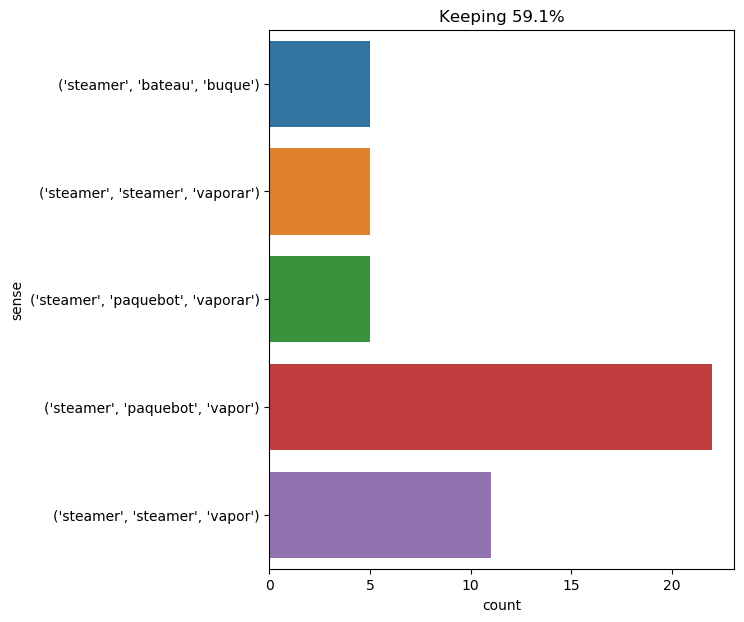 Keeping 59.1%
('steamer', 'bateau', 'buque')
('steamer', 'steamer', 'vaporar')
('steamer', 'paquebot', 'vaporar')
('steamer', 'paquebot', 'vapor')
('steamer', 'steamer', 'vapor')
sense
0 5 10 15 20
count